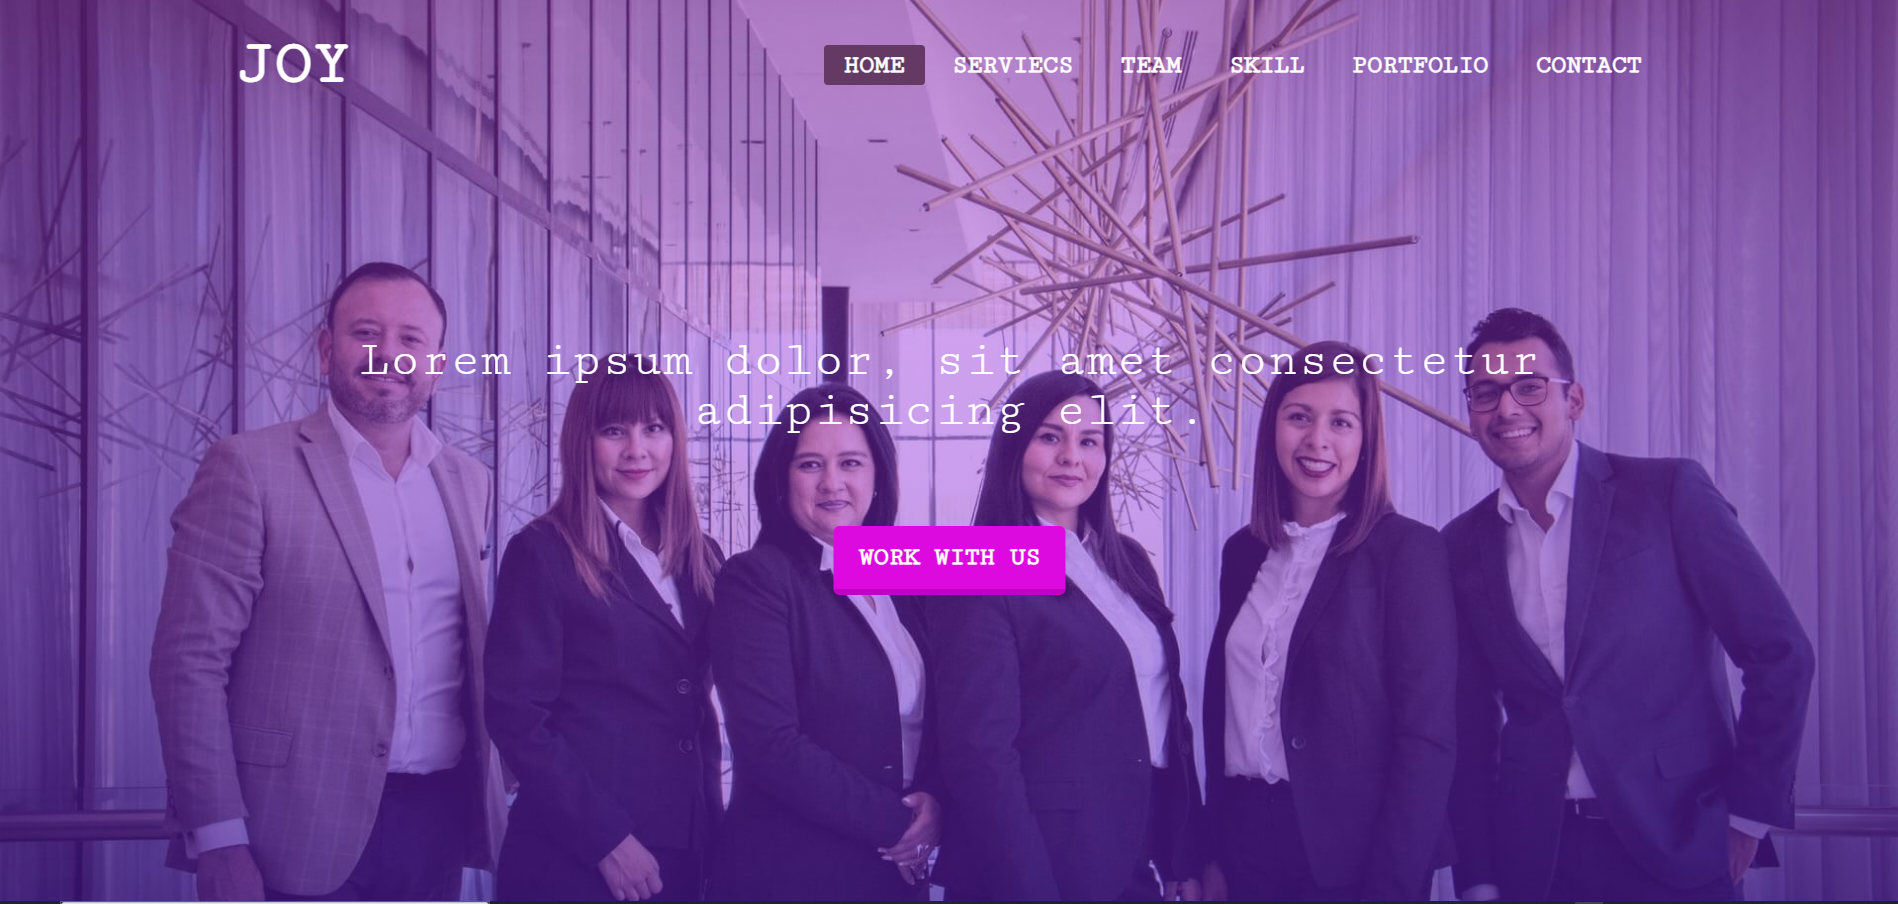 JOY
HOME SERVIECS TEAM SKILL PORTFOLIO CONTACT
Lorem ipsum dolor, sit amet consectetur
adipisicing elit.
WORK WITH US